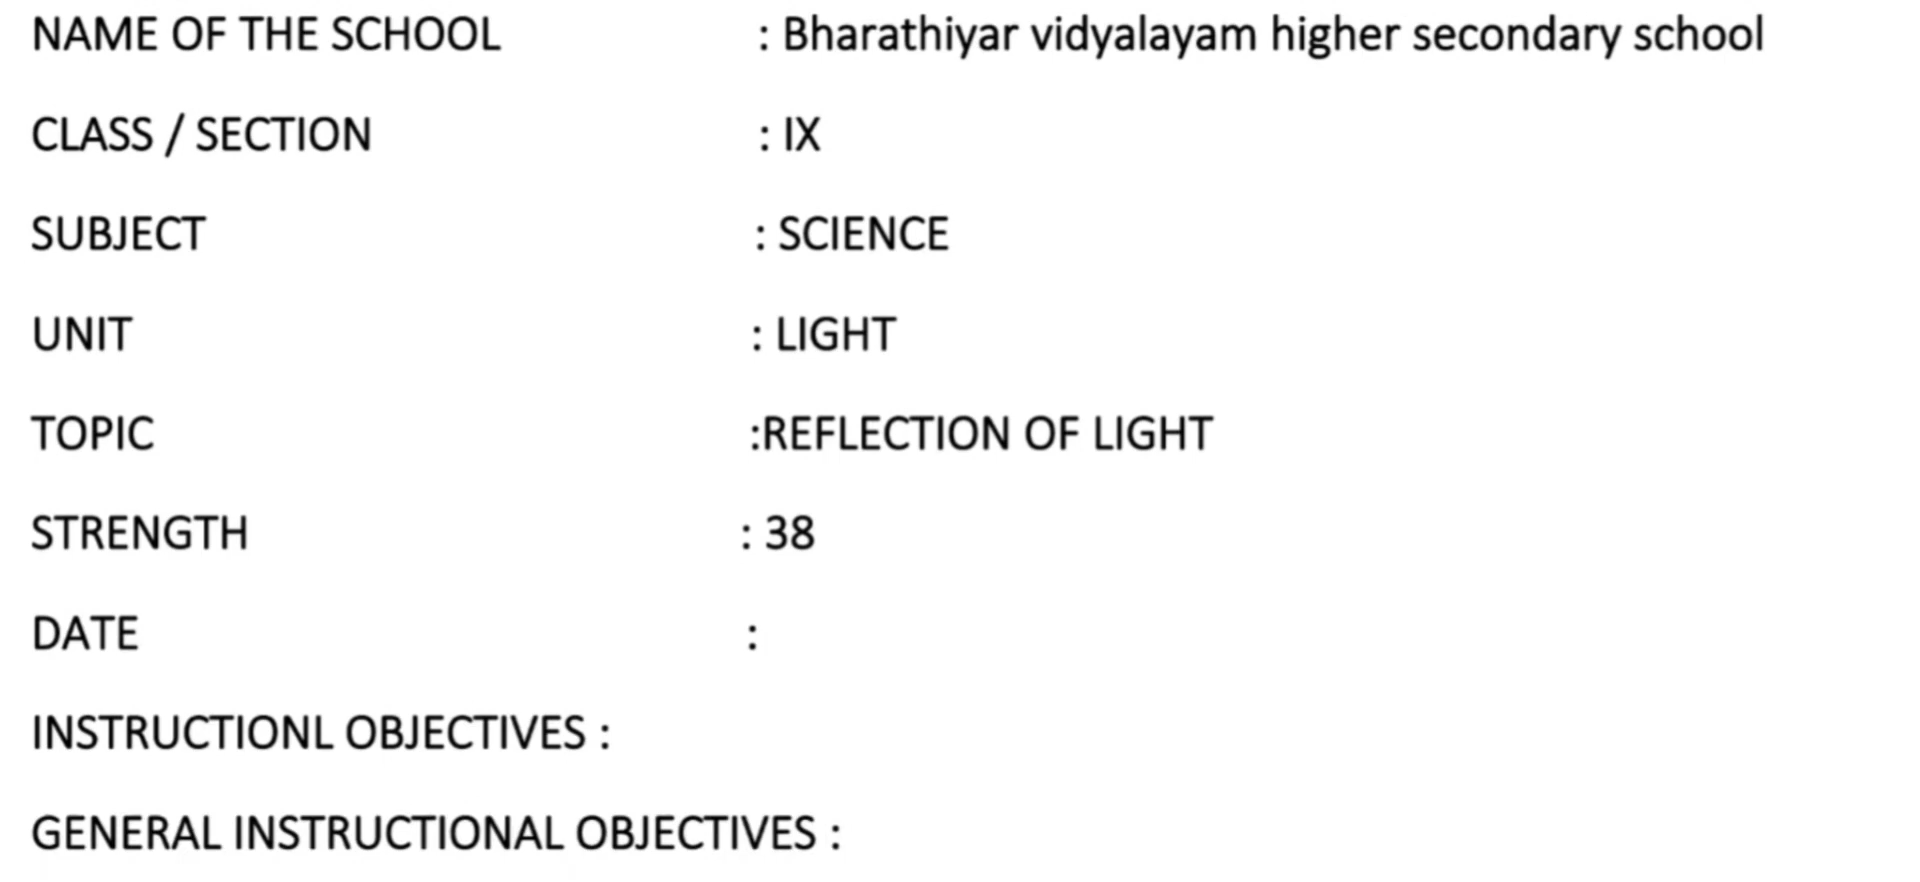 NAME OF THE SCHOOL : Bharathiyar vidyalayam higher secondary school
CLASS / SECTION : IX
SUBJECT : SCIENCE
UNIT : LIGHT
TOPIC :REFLECTION OF LIGHT
STRENGTH : 38
DATE :
INSTRUCTIONL OBJECTIVES :
GENERAL INSTRUCTIONAL OBJECTIVES :